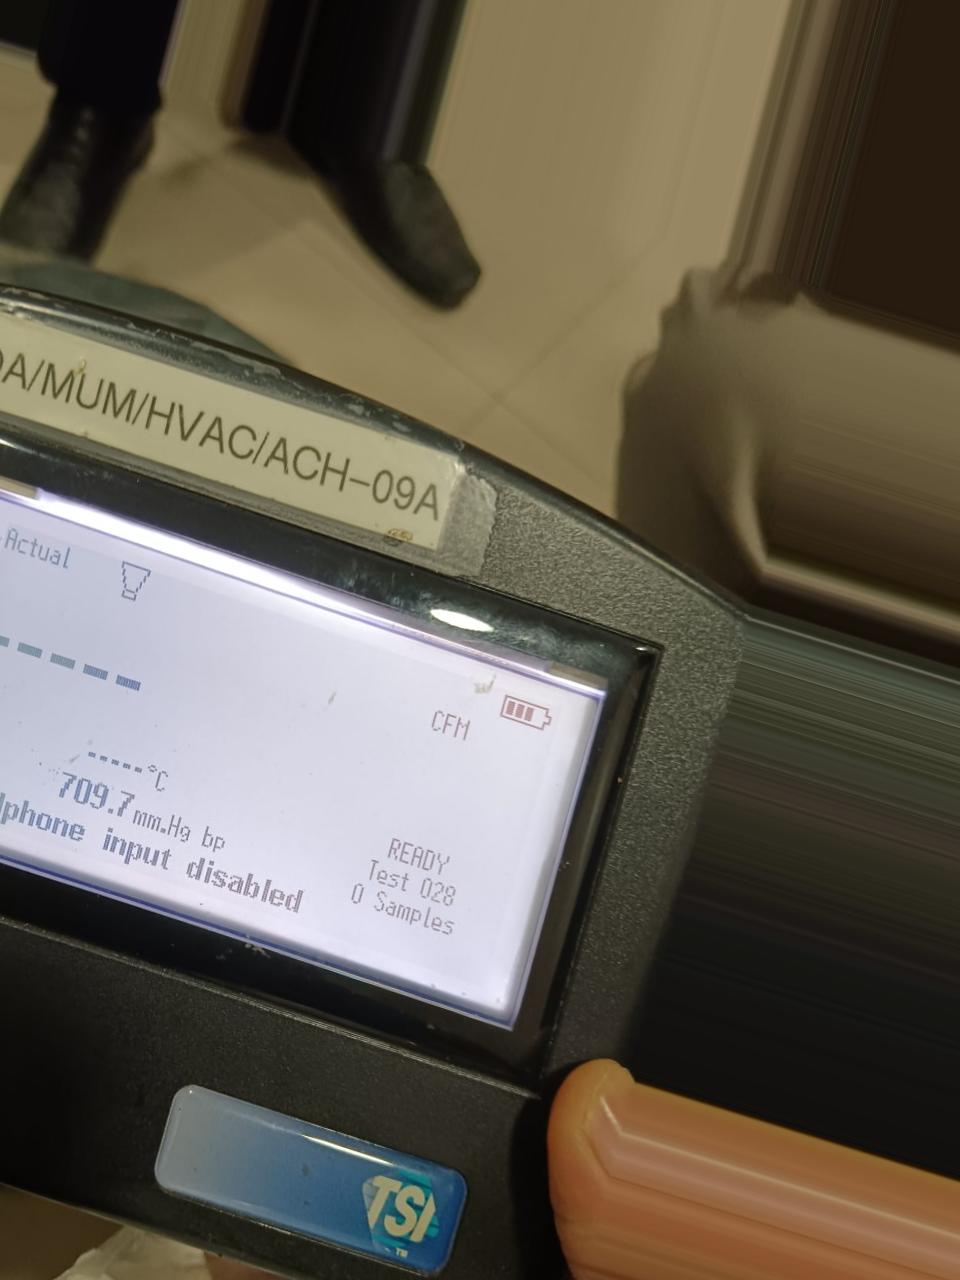 A/MUM/HVAC/ACH-09A
Actual
CFM
-----°C
709.7 mm.Hg bp
input disabled
READY
Test 028
0 Samples
TSI
TM